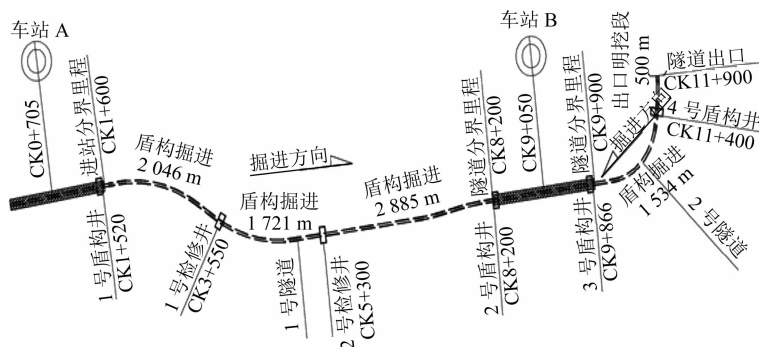 车站 A
CK0+705
进站分界里程
CK1+600
1 号盾构井
CK1+520
盾构掘进
2 046 m
1 号检修井
CK3+550
掘进方向
盾构掘进
1 721 m
1 号隧道
2 号检修井
CK5+300
盾构掘进
2 885 m
隧道分界里程
CK8+200
2 号盾构井
CK8+200
车站 B
CK9+050
隧道分界里程
CK9+900
3 号盾构井
CK9+866
掘进方向
盾构掘进
1 534 m
2 号隧道
出口明挖段
500 m
隧道出口
CK11+900
4 号盾构井
CK11+400